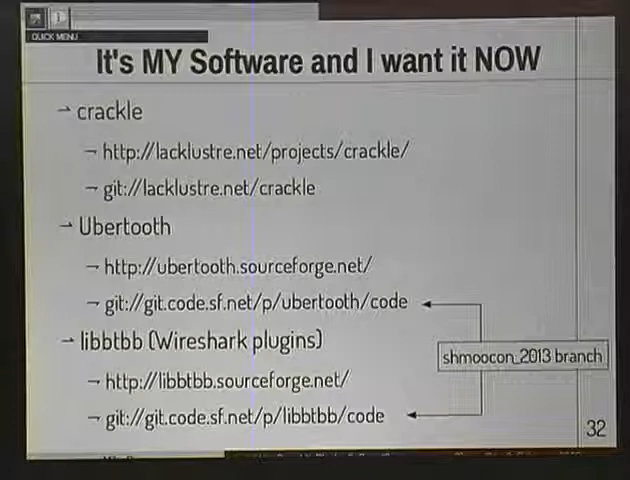 QUICK MENU
It's MY Software and I want it NOW
crackle
http://lacklustre.net/projects/crackle/
git://lacklustre.net/crackle
Ubertooth
http://ubertooth.sourceforge.net/
git://git.code.sf.net/p/ubertooth/code
libbtbb (Wireshark plugins)
shmoocon_2013 branch
http://libbtbb.sourceforge.net/
git://git.code.sf.net/p/libbtbb/code
32